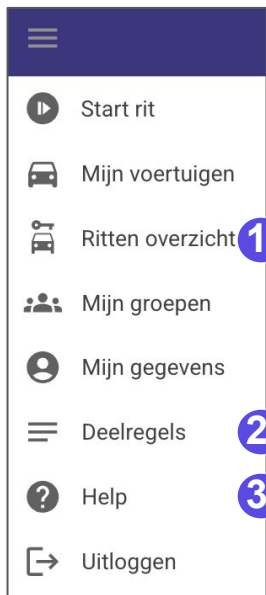 Start rit
Mijn voertuigen
Ritten overzicht 1
Mijn groepen
Mijn gegevens
Deelregels 2
Help 3
Uitloggen